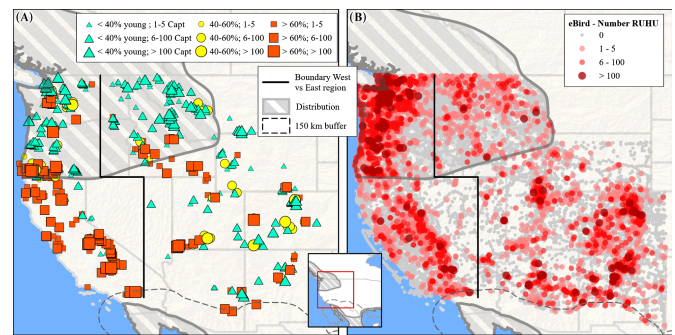 (A)
< 40% young ; 1-5 Capt 40-60%; 1-5 > 60%; 1-5
< 40% young; 6-100 Capt 40-60%; 6-100 > 60%; 6-100
< 40% young; > 100 Capt 40-60%; > 100 > 60%; > 100
Boundary West
vs East region
Distribution
150 km buffer
(B)
eBird - Number RUHU
0
1 - 5
6 - 100
> 100